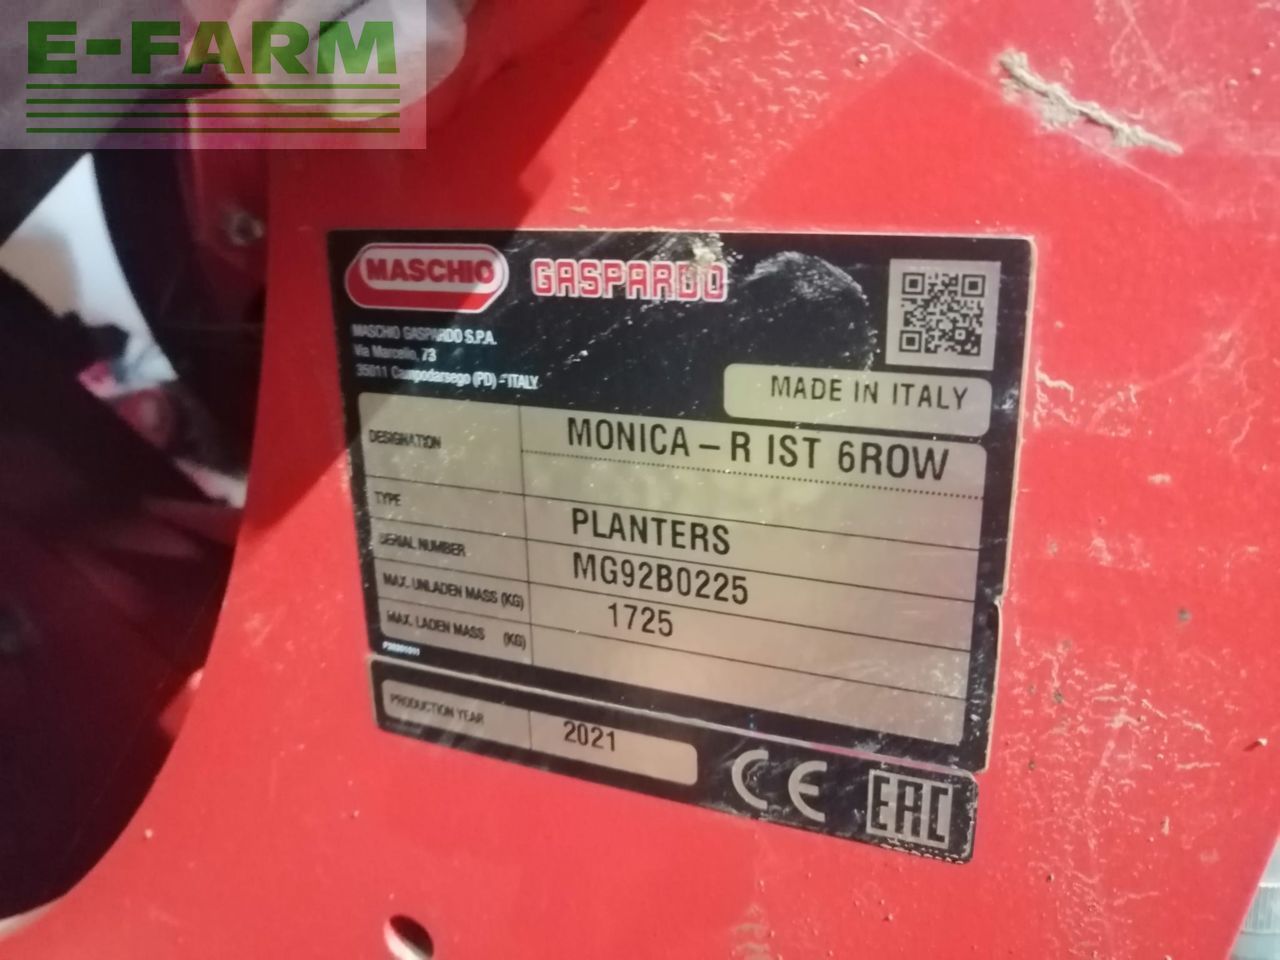 E-FARM
MASCHIO GASPARDO
MASCHIO GASPARDO S.P.A.
Via Marcello, 73
35011 Campodarsego (PD) - ITALY
MADE IN ITALY
DESIGNATION MONICA - R IST 6ROW
TYPE PLANTERS
SERIAL NUMBER MG92B0225
MAX. UNLADEN MASS (KG) 1725
MAX. LADEN MASS (KG)
P20201011
PRODUCTION YEAR 2021
CE EAC